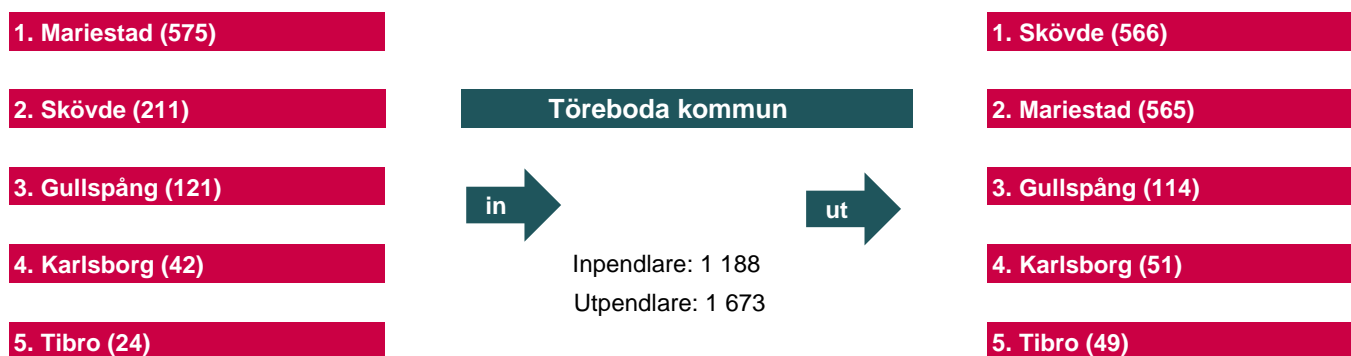 1. Mariestad (575)
2. Skövde (211)
3. Gullspång (121)
4. Karlsborg (42)
5. Tibro (24)
Töreboda kommun
in
ut
Inpendlare: 1 188
Utpendlare: 1 673
1. Skövde (566)
2. Mariestad (565)
3. Gullspång (114)
4. Karlsborg (51)
5. Tibro (49)